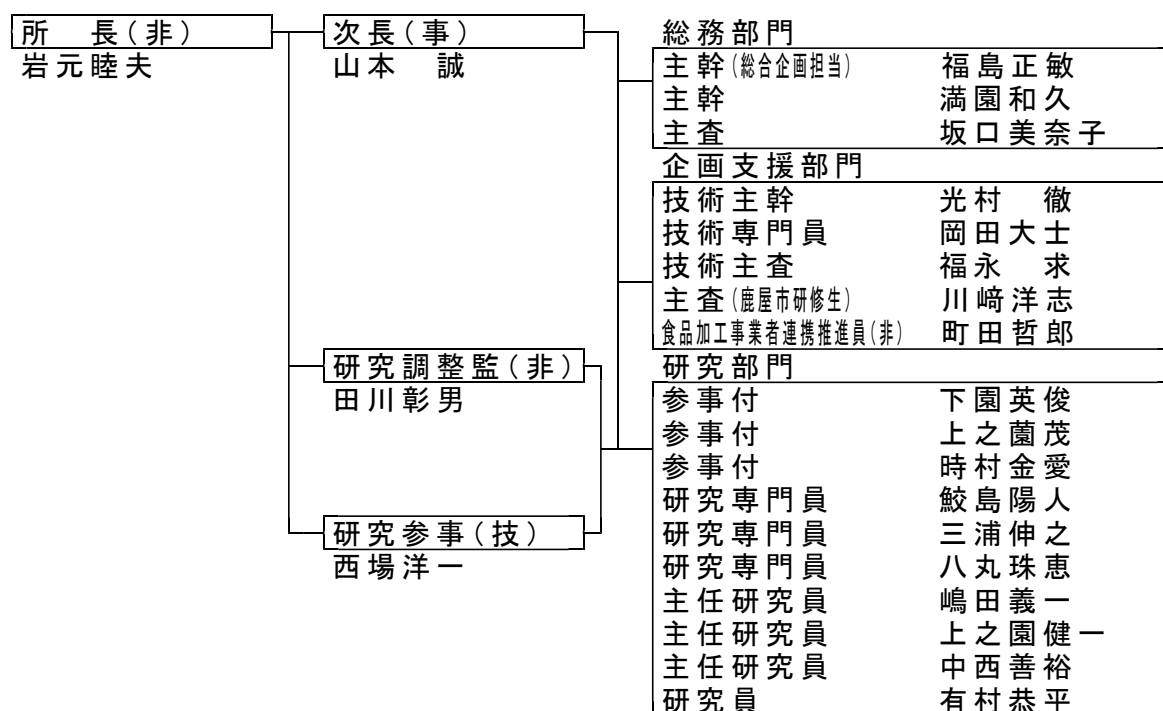 所　長(非)
岩元睦夫
次長(事)
山本　誠
研究調整監(非)
田川彰男
研究参事(技)
西場洋一
総務部門
主幹(総合企画担当)　福島正敏
主幹　満園和久
主査　坂口美奈子
企画支援部門
技術主幹　光村　徹
技術専門員　岡田大士
技術主査　福永　求
主査(鹿屋市研修生)　川﨑洋志
食品加工事業者連携推進員(非)　町田哲郎
研究部門
参事付　下園英俊
参事付　上之薗茂
参事付　時村金愛
研究専門員　鮫島陽人
研究専門員　三浦伸之
研究専門員　八丸珠恵
主任研究員　嶋田義一
主任研究員　上之園健一
主任研究員　中西善裕
研究員　有村恭平